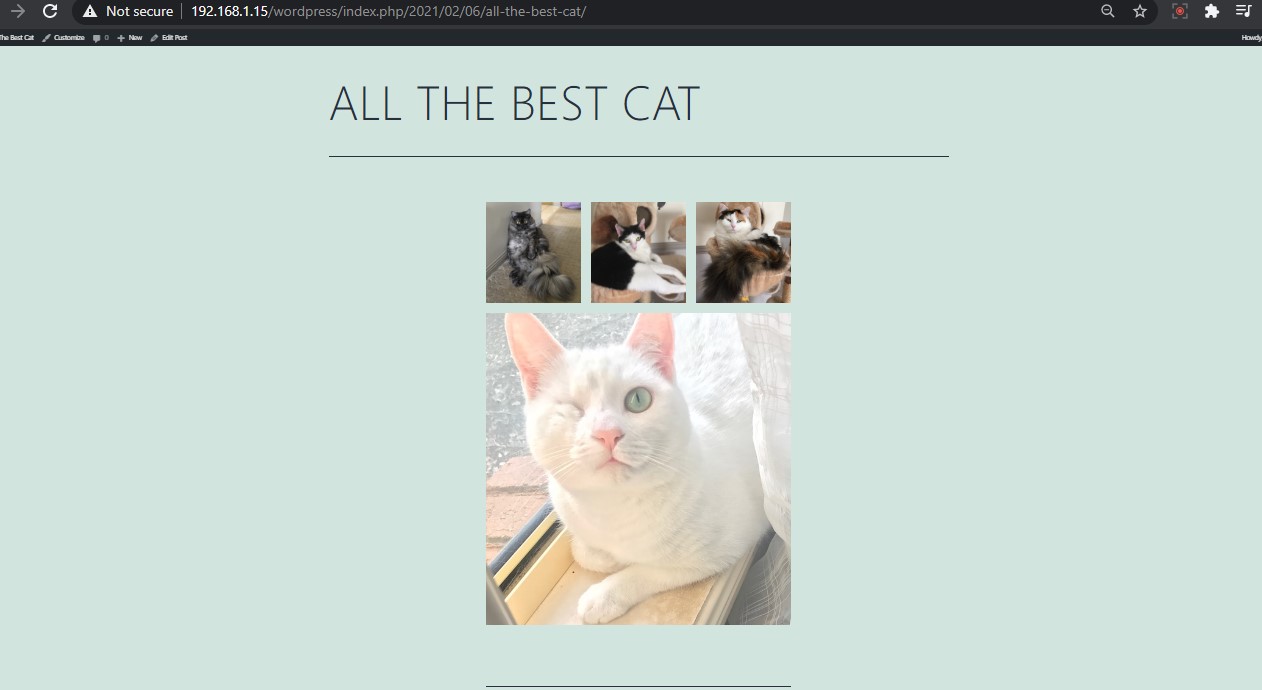 Not secure 192.168.1.15/wordpress/index.php/2021/02/06/all-the-best-cat/
The Best Cat Customize 0 New Edit Post Howdy
ALL THE BEST CAT